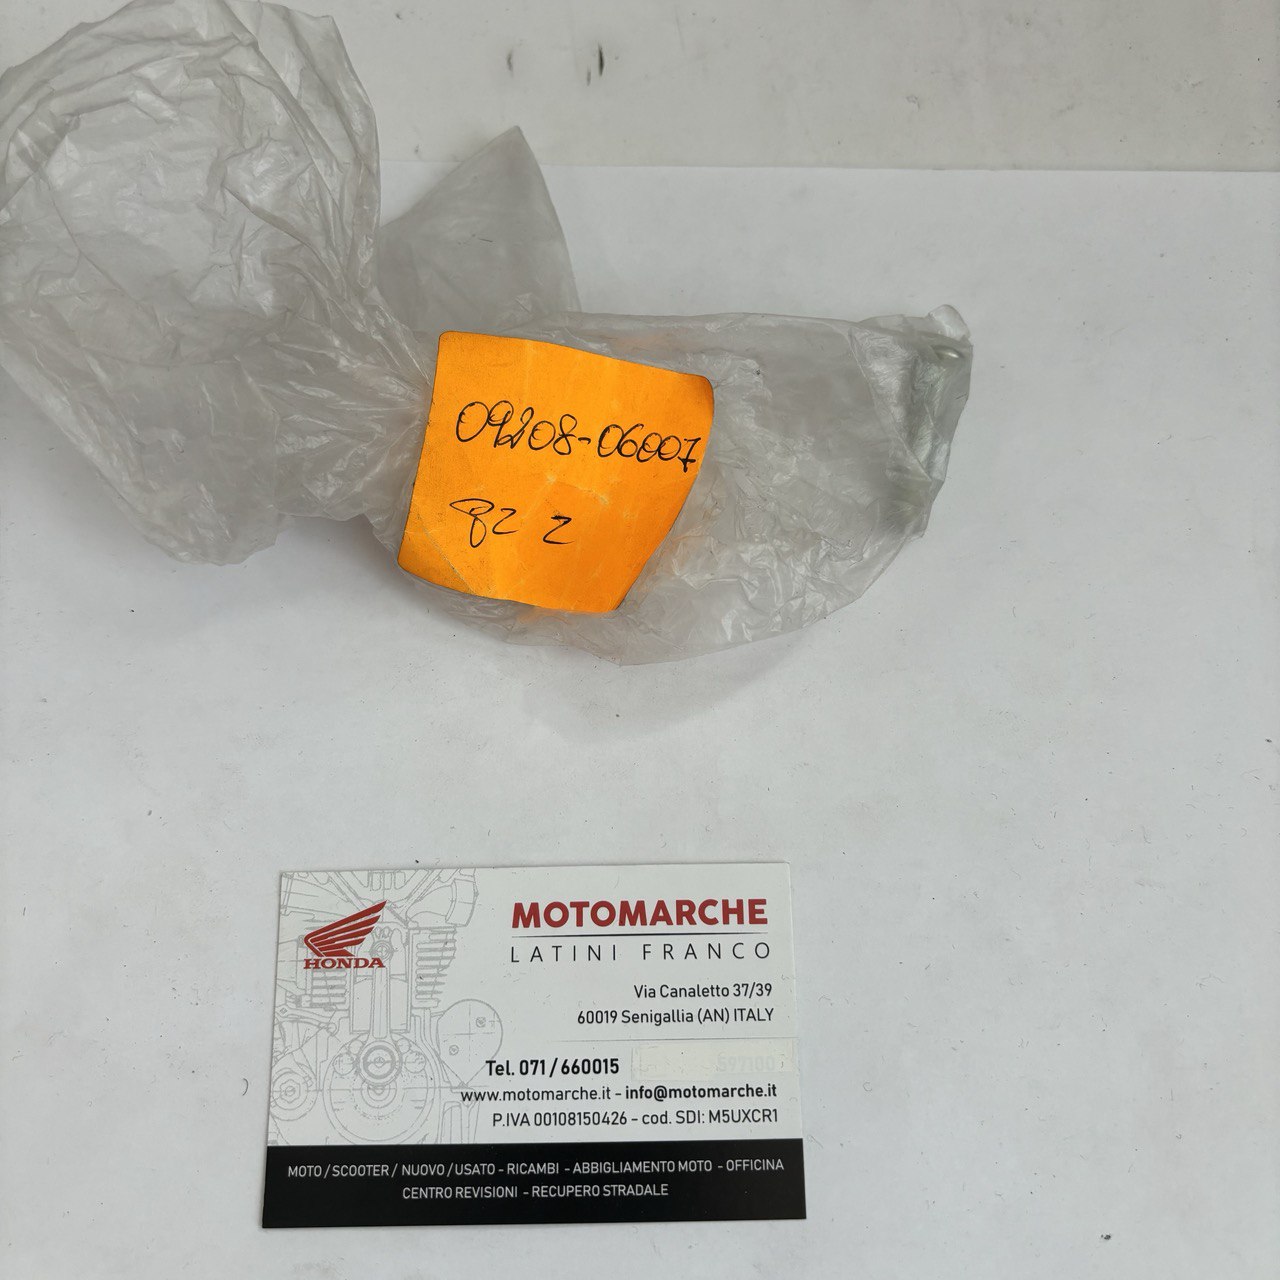 09208-06007
qz 2
HONDA
MOTOMARCHE
LATINI FRANCO
Via Canaletto 37/39
60019 Senigallia (AN) ITALY
Tel. 071 / 660015
www.motomarche.it - info@motomarche.it
P.IVA 00108150426 - cod. SDI: M5UXCR1
MOTO / SCOOTER / NUOVO / USATO - RICAMBI - ABBIGLIAMENTO MOTO - OFFICINA
CENTRO REVISIONI - RECUPERO STRADALE